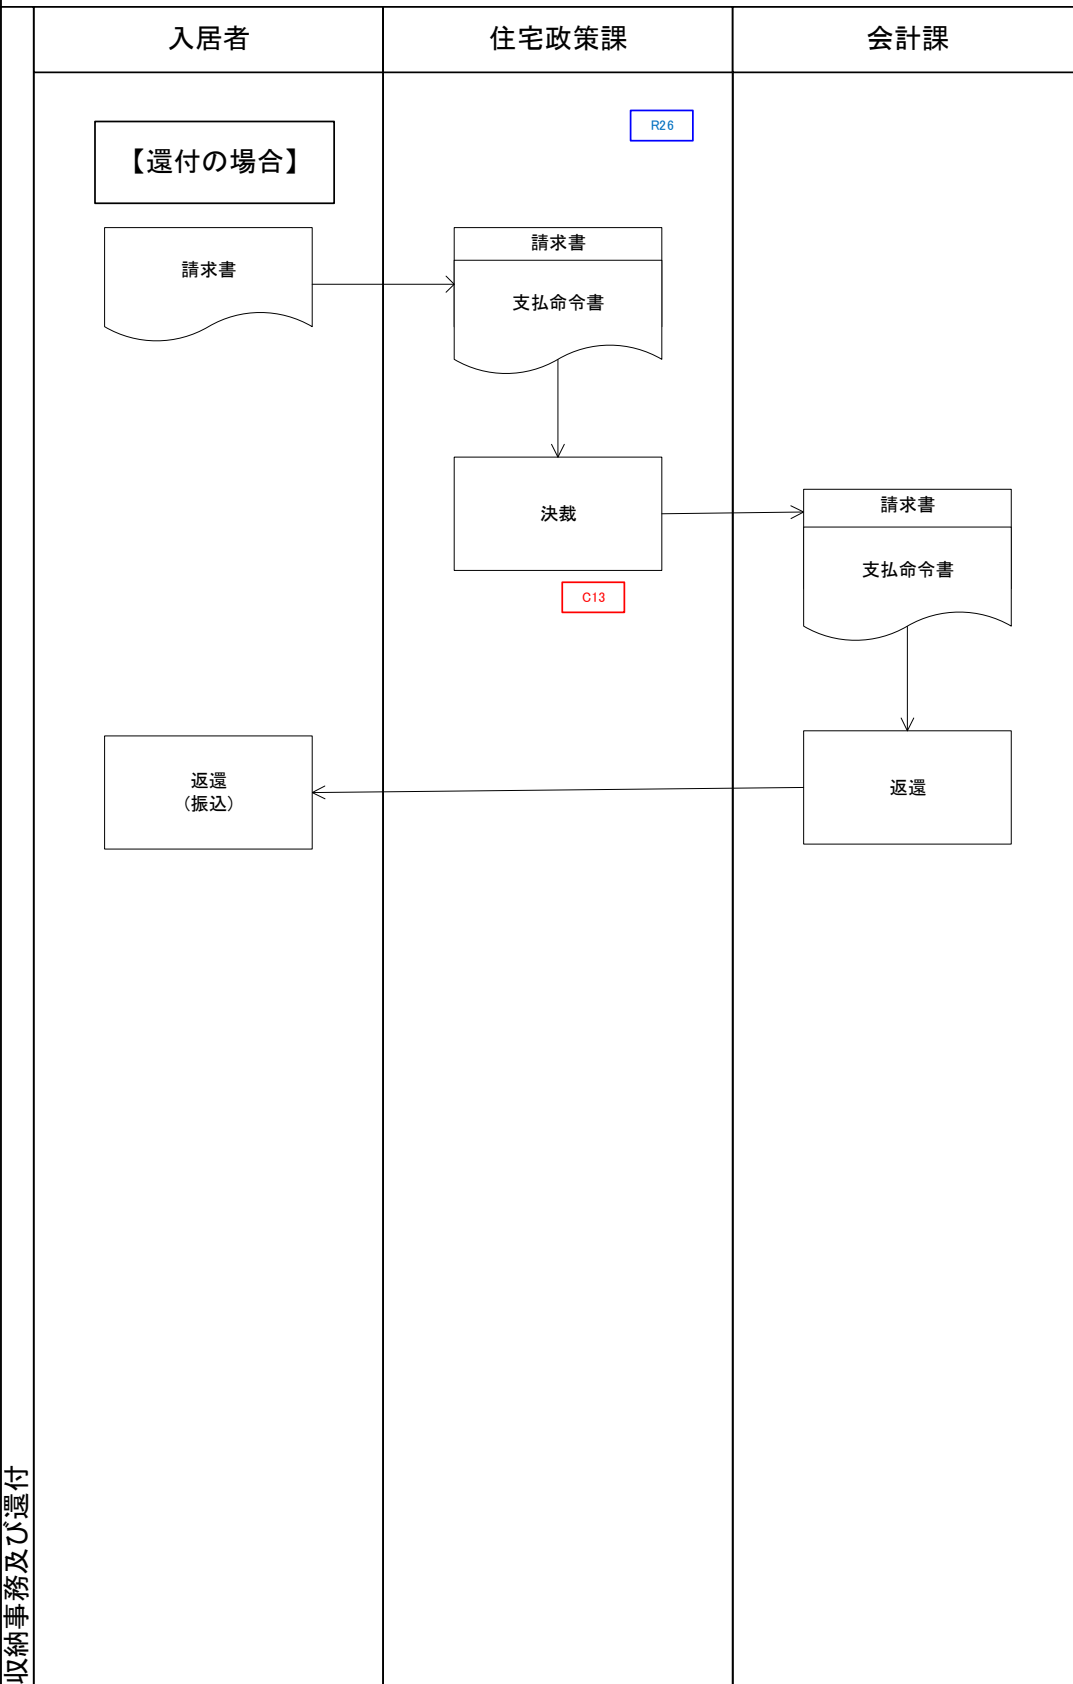 入居者
住宅政策課
会計課
R26
【還付の場合】
請求書
請求書
支払命令書
決裁
請求書
支払命令書
C13
返還
(振込)
返還
収納事務及び還付